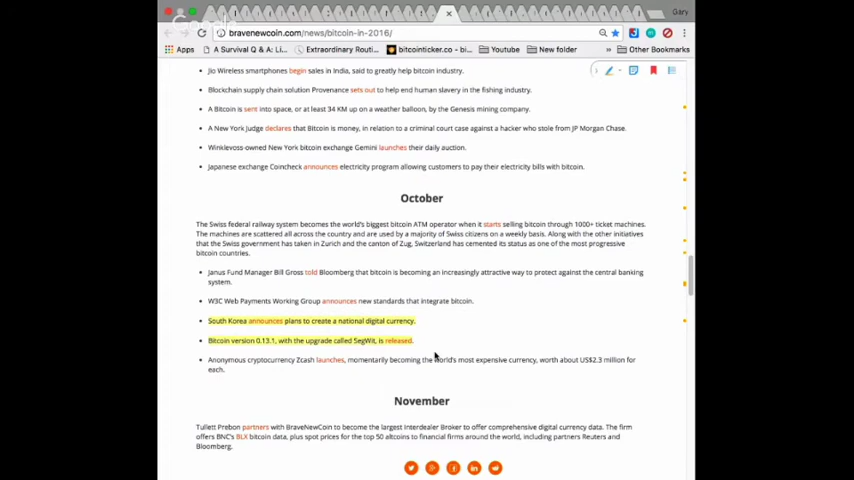 Google
Gary
bravenewcoin.com/news/bitcoin-in-2016/
Apps A Survival Q & A: Livi... Extraordinary Routi... bitcointicker.co - bi... Youtube New folder
Jio Wireless smartphones begin sales in India, said to greatly help bitcoin industry.
Blockchain supply chain solution Provenance sets out to help end human slavery in the fishing industry.
A Bitcoin is sent into space, or at least 34 KM up on a weather balloon, by the Genesis mining company.
A New York Judge declares that Bitcoin is money, in relation to a criminal court case against a hacker who stole from JP Morgan Chase.
Winklevoss-owned New York bitcoin exchange Gemini launches their daily auction.
Japanese exchange Coincheck announces electricity program allowing customers to pay their electricity bills with bitcoin.
October
The Swiss federal railway system becomes the world's biggest bitcoin ATM operator when it starts selling bitcoin through 1000+ ticket machines.
The machines are scattered all across the country and are used by a majority of Swiss citizens on a weekly basis. Along with the other initiatives
that the Swiss government has taken in Zurich and the canton of Zug, Switzerland has cemented its status as one of the most progressive
bitcoin countries.
Janus Fund Manager Bill Gross told Bloomberg that bitcoin is becoming an increasingly attractive way to protect against the central banking
system.
W3C Web Payments Working Group announces new standards that integrate bitcoin.
South Korea announces plans to create a national digital currency.
Bitcoin version 0.13.1, with the upgrade called SegWit, is released.
Anonymous cryptocurrency Zcash launches, momentarily becoming the world's most expensive currency, worth about US$2.3 million for
each.
November
Tullett Prebon partners with BraveNewCoin to become the largest Interdealer Broker to offer comprehensive digital currency data. The firm
offers BNC's BLX bitcoin data, plus spot prices for the top 50 altcoins to financial firms around the world, including partners Reuters and
Bloomberg.